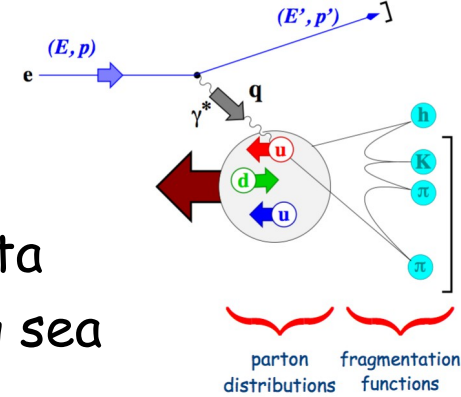 (E, p)
(E', p')
e
γ* q
u
d
u
h
K
π
π
ta
sea
parton fragmentation
distributions functions